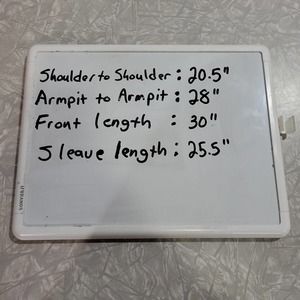 Shoulder to Shoulder: 20.5"
Armpit to Armpit: 28"
Front length : 30"
Sleave length: 25.5"